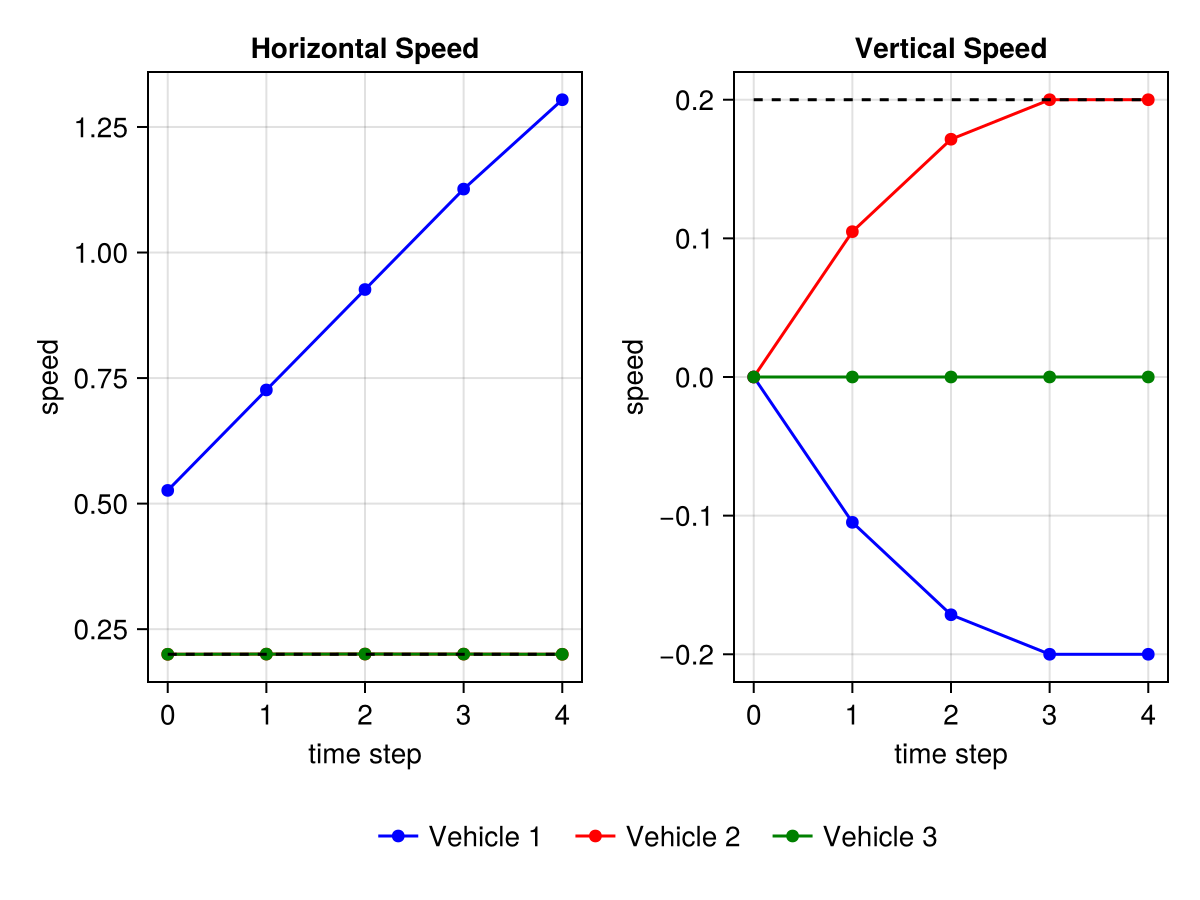 Horizontal Speed
Vertical Speed
speed
1.25
1.00
0.75
0.50
0.25
0
1
2
3
4
time step
speed
0.2
0.1
0.0
−0.1
−0.2
0
1
2
3
4
time step
Vehicle 1
Vehicle 2
Vehicle 3